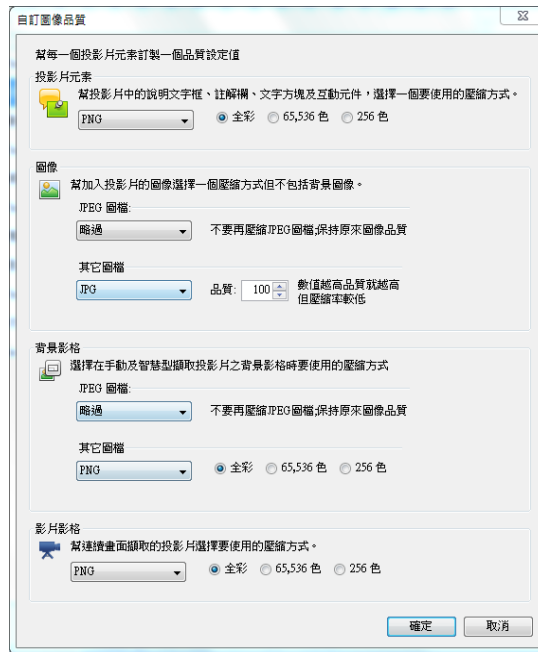 自訂圖像品質
幫每一個投影片元素訂製一個品質設定值
投影片元素
幫投影片中的說明文字框、註解欄、文字方塊及互動元件，選擇一個要使用的壓縮方式。
PNG 全彩 65,536 色 256 色
圖像
幫加入投影片的圖像選擇一個壓縮方式但不包括背景圖像。
JPEG 圖檔:
略過 不要再壓縮JPEG圖檔;保持原來圖像品質
其它圖檔
JPG 品質: 100 數值越高品質就越高
但壓縮率較低
背景影格
選擇在手動及智慧型擷取投影片之背景影格時要使用的壓縮方式
JPEG 圖檔:
略過 不要再壓縮JPEG圖檔;保持原來圖像品質
其它圖檔
PNG 全彩 65,536 色 256 色
影片影格
幫連續畫面擷取的投影片選擇要使用的壓縮方式。
PNG 全彩 65,536 色 256 色
確定 取消